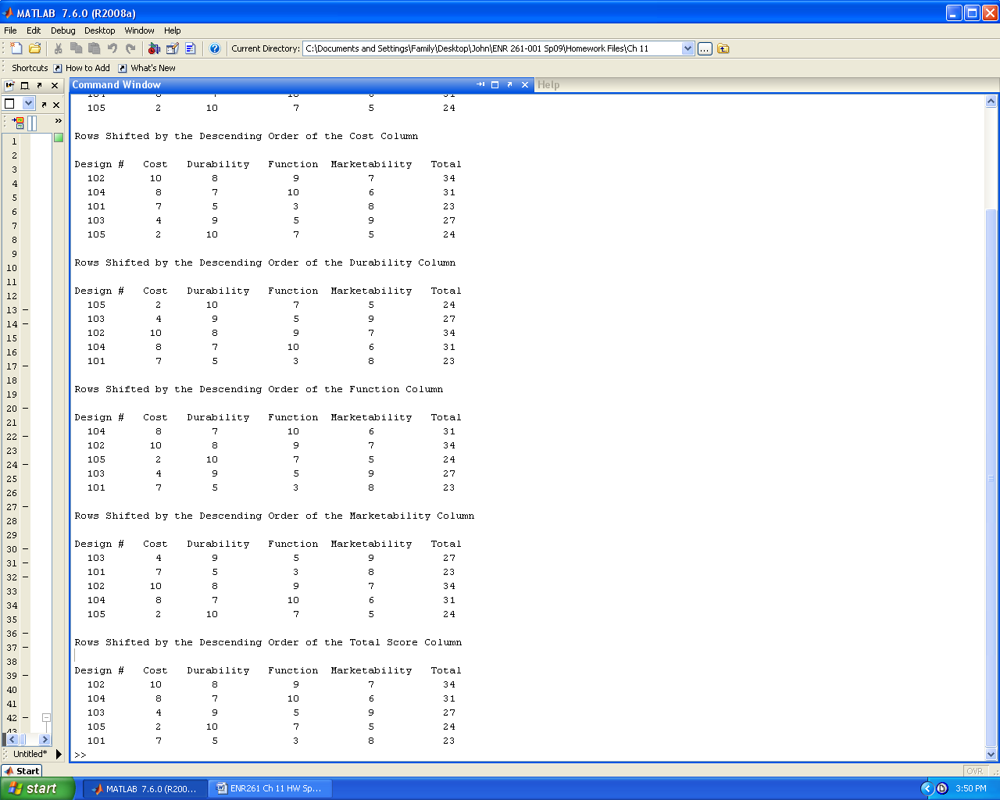 MATLAB 7.6.0 (R2008a)
File Edit Debug Desktop Window Help
Current Directory: C:\Documents and Settings\Family\Desktop\John\ENR 261-001 Sp09\Homework Files\Ch 11 ...
Shortcuts How to Add What's New
Command Window Help
105 2 10 7 5 24
Rows Shifted by the Descending Order of the Cost Column
Design # Cost Durability Function Marketability Total
102 10 8 9 7 34
104 8 7 10 6 31
101 7 5 3 8 23
103 4 9 5 9 27
105 2 10 7 5 24
Rows Shifted by the Descending Order of the Durability Column
Design # Cost Durability Function Marketability Total
105 2 10 7 5 24
103 4 9 5 9 27
102 10 8 9 7 34
104 8 7 10 6 31
101 7 5 3 8 23
Rows Shifted by the Descending Order of the Function Column
Design # Cost Durability Function Marketability Total
104 8 7 10 6 31
102 10 8 9 7 34
105 2 10 7 5 24
103 4 9 5 9 27
101 7 5 3 8 23
Rows Shifted by the Descending Order of the Marketability Column
Design # Cost Durability Function Marketability Total
103 4 9 5 9 27
101 7 5 3 8 23
102 10 8 9 7 34
104 8 7 10 6 31
105 2 10 7 5 24
Rows Shifted by the Descending Order of the Total Score Column
Design # Cost Durability Function Marketability Total
102 10 8 9 7 34
104 8 7 10 6 31
103 4 9 5 9 27
105 2 10 7 5 24
101 7 5 3 8 23
>>
»
1
2
3
4
5
6
7
8
9
10
11
12
13 –
14 –
15
16
17 –
18
19
20 –
21
22 –
23
24 –
25
26
27 –
28
29
30 –
31 –
32 –
33
34
35
36 –
37 –
38
39 –
40
41
42 –
43
Untitled*
Start
OVR
start MATLAB 7.6.0 (R200... ENR261 Ch 11 HW Sp... 3:50 PM